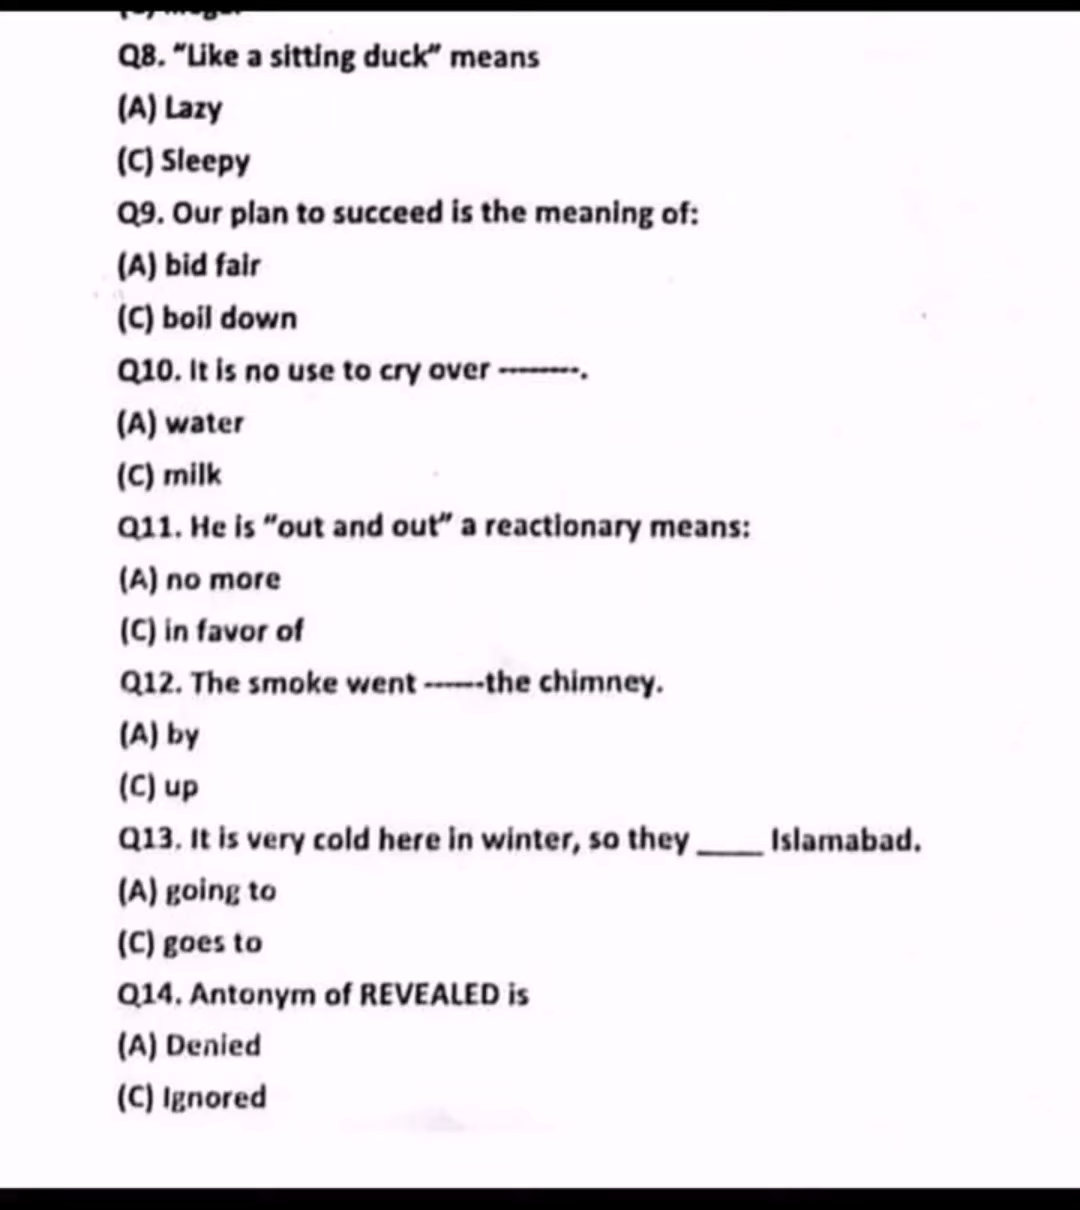 Q8. “Like a sitting duck” means
(A) Lazy
(C) Sleepy
Q9. Our plan to succeed is the meaning of:
(A) bid fair
(C) boil down
Q10. It is no use to cry over --------.
(A) water
(C) milk
Q11. He is “out and out” a reactionary means:
(A) no more
(C) in favor of
Q12. The smoke went ------the chimney.
(A) by
(C) up
Q13. It is very cold here in winter, so they ____ Islamabad.
(A) going to
(C) goes to
Q14. Antonym of REVEALED is
(A) Denied
(C) Ignored